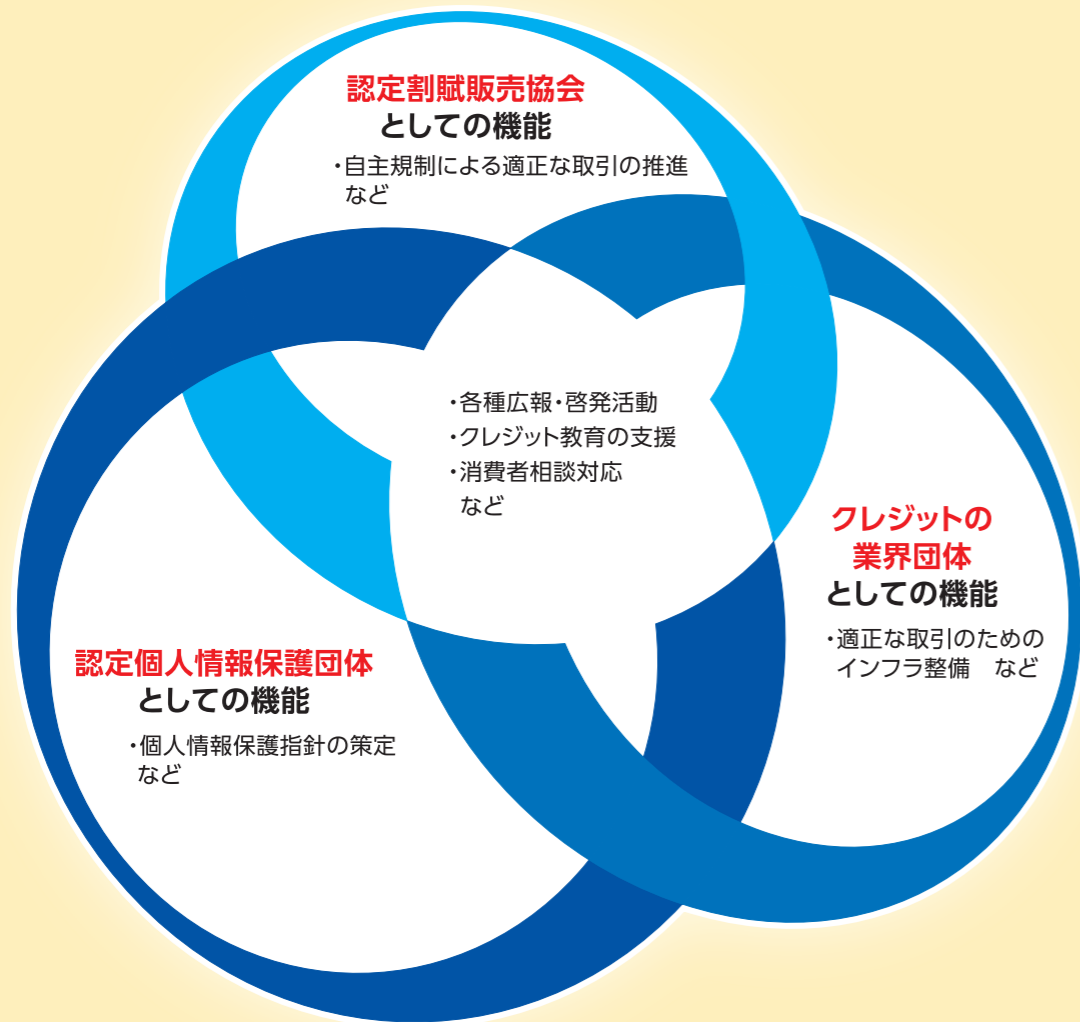 認定割賦販売協会
としての機能
・自主規制による適正な取引の推進
など
・各種広報・啓発活動
・クレジット教育の支援
・消費者相談対応
など
クレジットの
業界団体
としての機能
・適正な取引のための
インフラ整備　など
認定個人情報保護団体
としての機能
・個人情報保護指針の策定
など